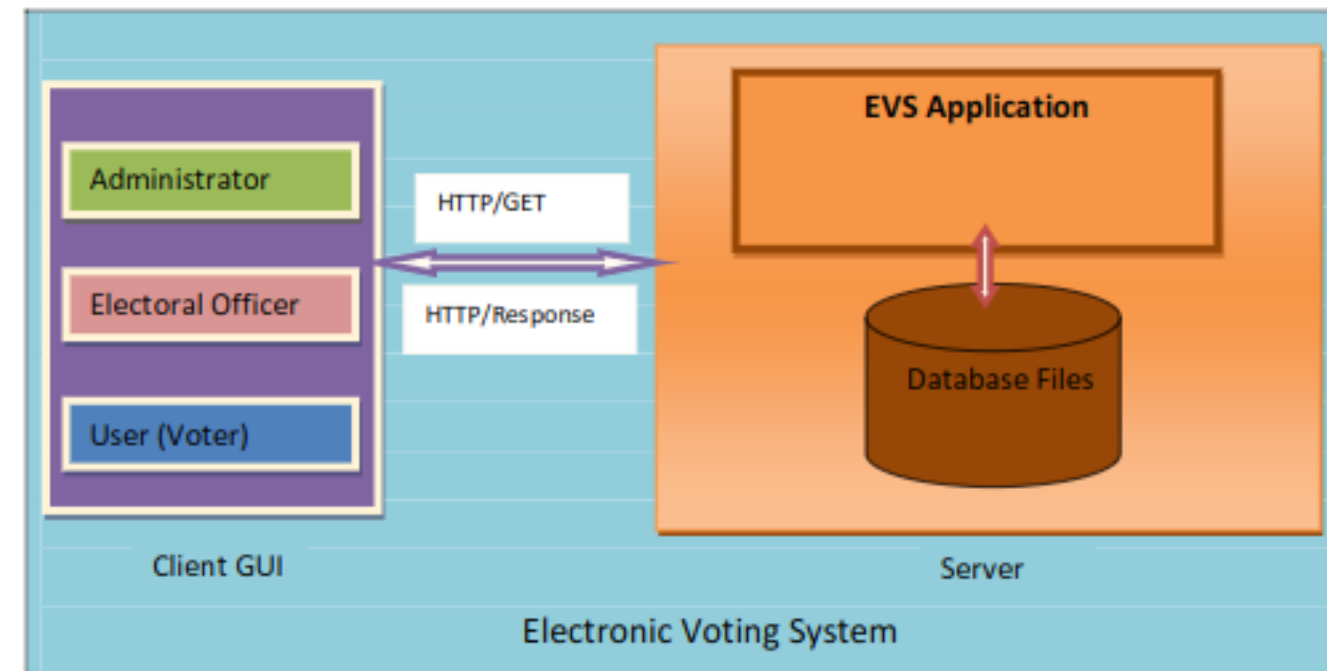 EVS Application
Administrator
HTTP/GET
Electoral Officer
HTTP/Response
Database Files
User (Voter)
Client GUI
Server
Electronic Voting System